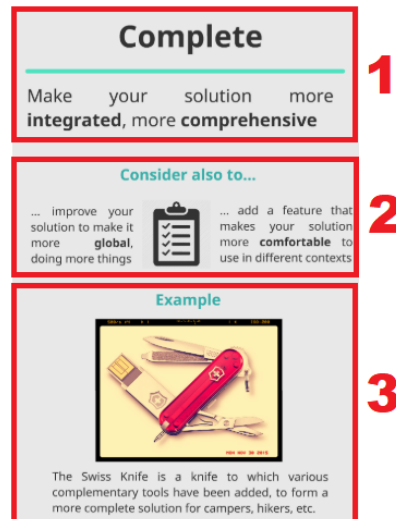 Complete
1
Make your solution more
integrated, more comprehensive
Consider also to...
2
... improve your
solution to make it
more global,
doing more things
... add a feature that
makes your solution
more comfortable to
use in different contexts
3
Example
The Swiss Knife is a knife to which various
complementary tools have been added, to form a
more complete solution for campers, hikers, etc.